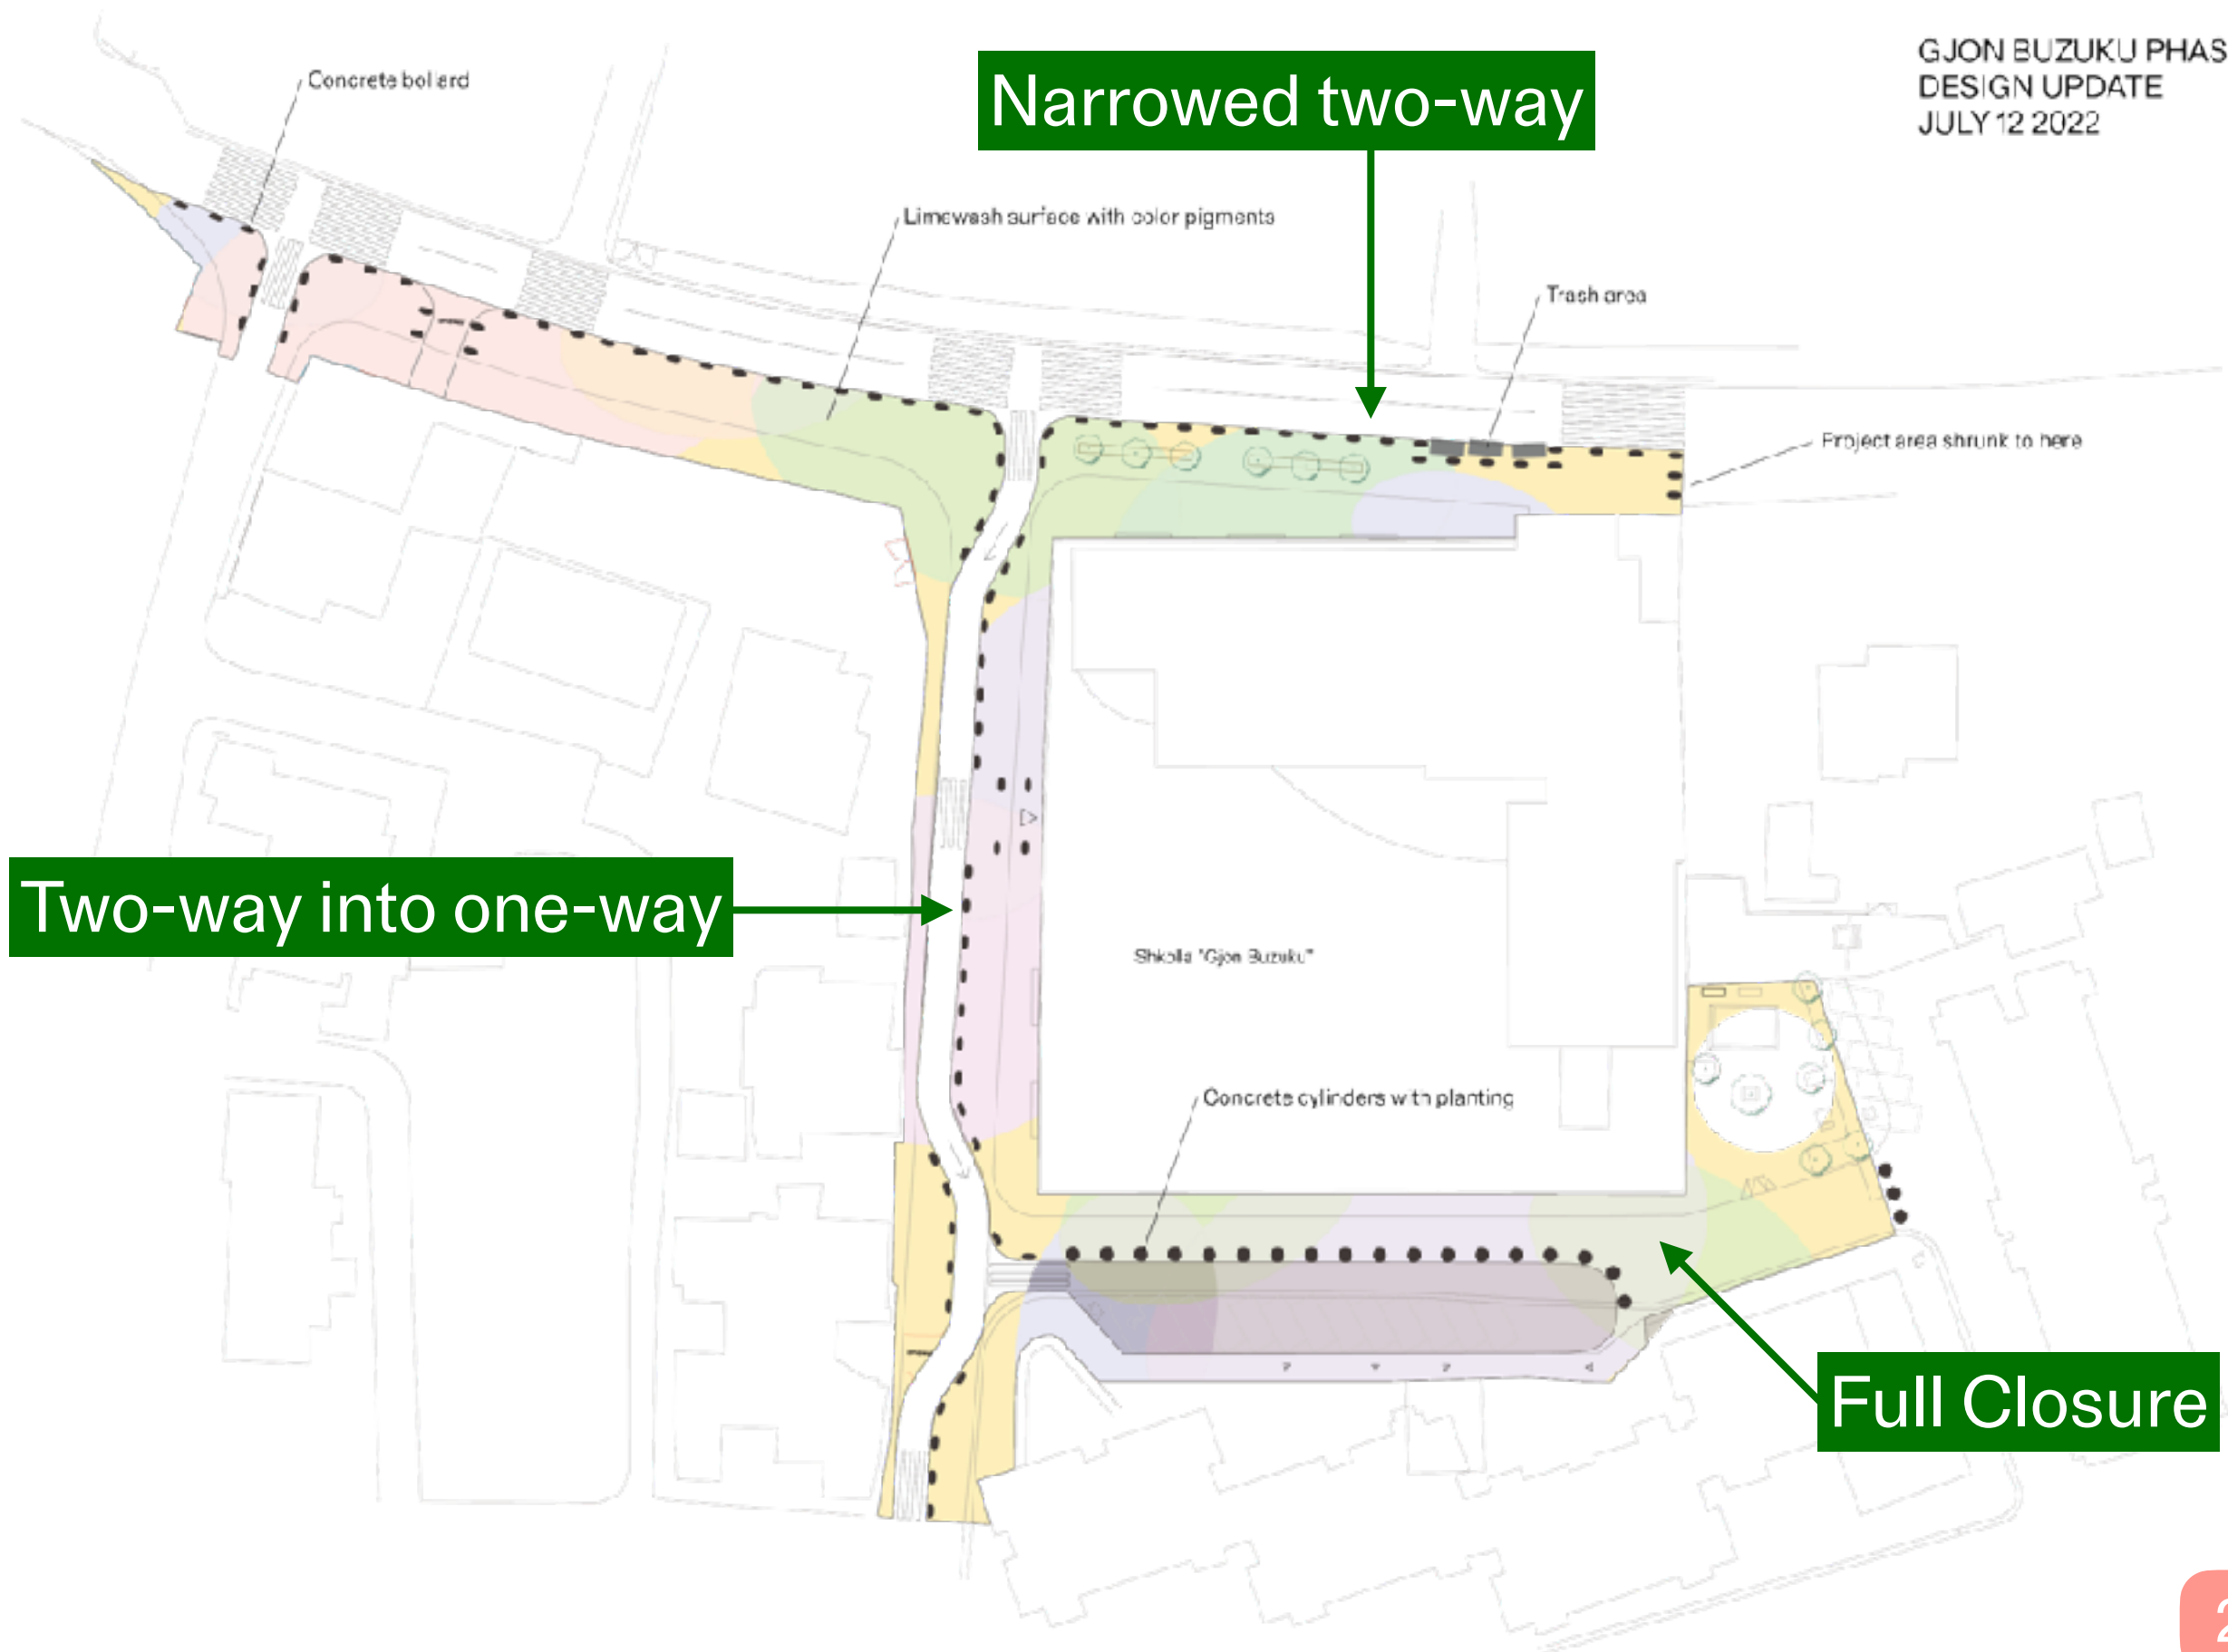 GJON BUZUKU PHAS
DESIGN UPDATE
JULY 12 2022
Concrete bollard
Narrowed two-way
Limewash surface with color pigments
Trash area
Project area shrunk to here
Two-way into one-way
Shkolla "Gjon Buzuku"
Concrete cylinders with planting
Full Closure
2